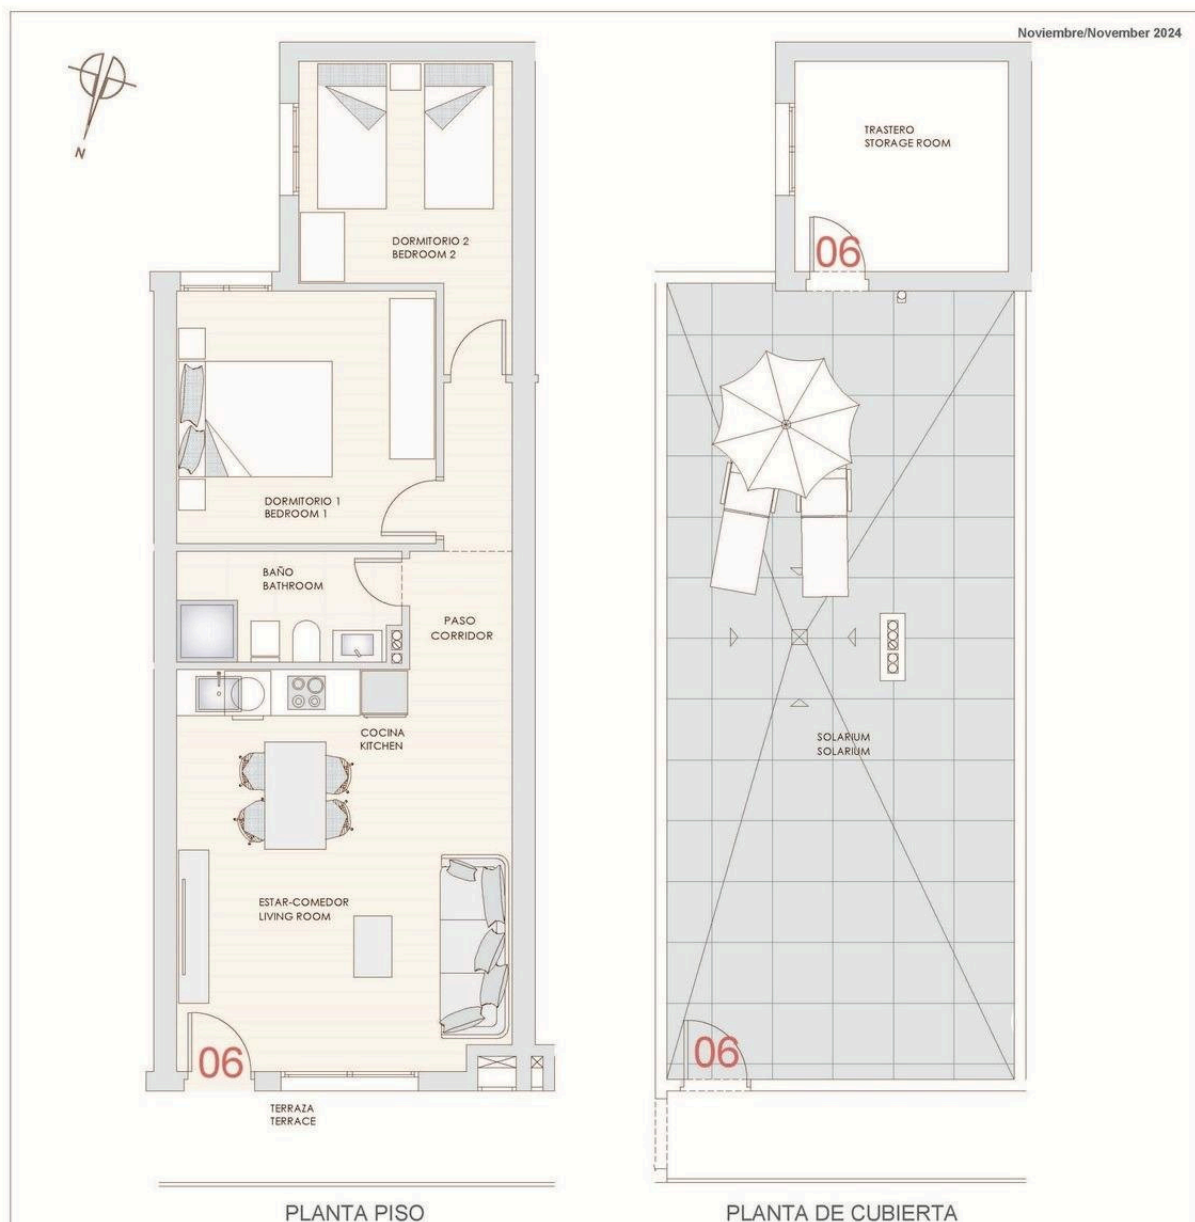 Noviembre/November 2024
N
DORMITORIO 2
BEDROOM 2
DORMITORIO 1
BEDROOM 1
BAÑO
BATHROOM
PASO
CORRIDOR
COCINA
KITCHEN
ESTAR-COMEDOR
LIVING ROOM
06
TERRAZA
TERRACE
PLANTA PISO
TRASTERO
STORAGE ROOM
06
SOLARIUM
SOLARIUM
06
PLANTA DE CUBIERTA